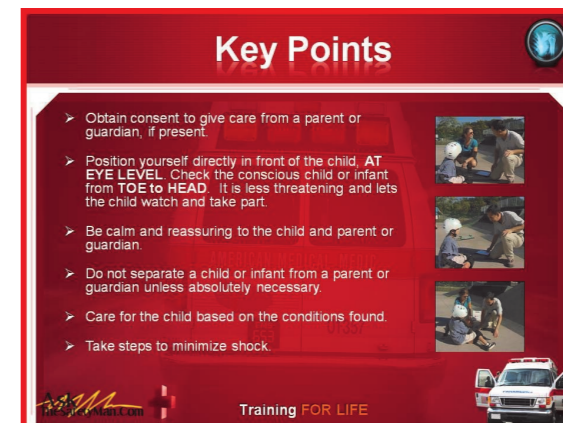 Key Points
➢ Obtain consent to give care from a parent or
guardian, if present.
➢ Position yourself directly in front of the child, AT
EYE LEVEL. Check the conscious child or infant
from TOE to HEAD.  It is less threatening and lets
the child watch and take part.
➢ Be calm and reassuring to the child and parent or
guardian.
➢ Do not separate a child or infant from a parent or
guardian unless absolutely necessary.
➢ Care for the child based on the conditions found.
➢ Take steps to minimize shock.
Ask
TheSafetyMan.Com
Training FOR LIFE